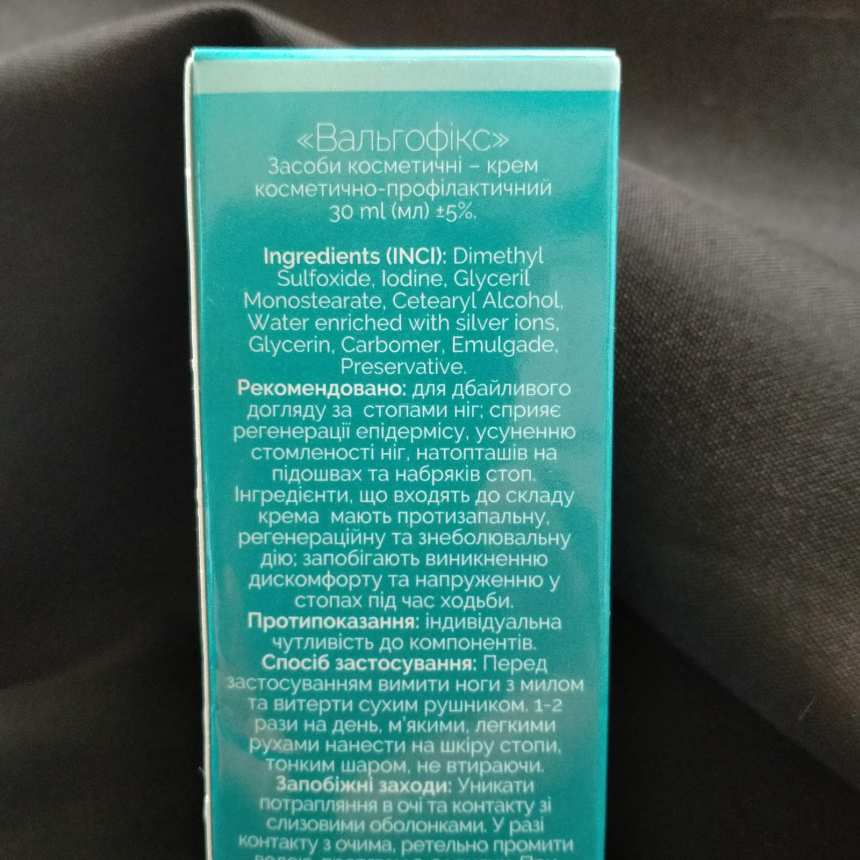 «Вальгофікс»
Засоби косметичні – крем
косметично-профілактичний
30 ml (мл) ±5%.
Ingredients (INCI): Dimethyl
Sulfoxide, Iodine, Glyceril
Monostearate, Cetearyl Alcohol,
Water enriched with silver ions,
Glycerin, Carbomer, Emulgade,
Preservative.
Рекомендовано: для дбайливого
догляду за стопами ніг; сприяє
регенерації епідермісу, усуненню
стомленості ніг, натопташів на
підошвах та набряків стоп.
Інгредієнти, що входять до складу
крема мають протизапальну,
регенераційну та знеболювальну
дію; запобігають виникненню
дискомфорту та напруженню у
стопах під час ходьби.
Протипоказання: індивідуальна
чутливість до компонентів.
Спосіб застосування: Перед
застосуванням вимити ноги з милом
та витерти сухим рушником. 1-2
рази на день, м'якими, легкими
рухами нанести на шкіру стопи,
тонким шаром, не втираючи.
Запобіжні заходи: Уникати
потрапляння в очі та контакту зі
слизовими оболонками. У разі
контакту з очима, ретельно промити